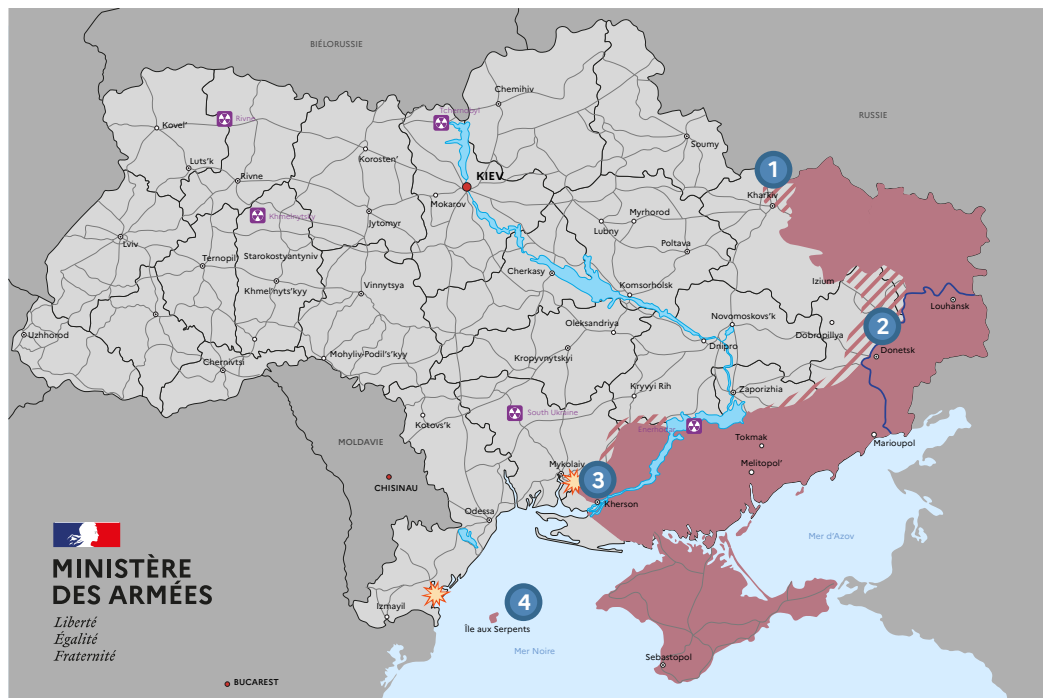 BIÉLORUSSIE
RUSSIE
Chemihiv
Tchernobyl
Rivne
Kovel'
Soumy
Korosten'
Luts'k
Rivne
KIEV
Mokarov
1
Kharkiv
Khmelnytsky
Jytomyr
Myrhorod
Lubny
Poltava
Lviv
Ternopil'
Starokostyantyniv
Khmel'nyts'kyy
Vinnytsya
Cherkasy
Komsorholsk
Izium
Louhansk
Uzhhorod
Oleksandriya
Novomoskovs'k
Dobropillya
2
Donetsk
Dnipro
Chernivtsi
Mohyliv-Podil's'kyy
Kropyvnytskyi
Kryvyi Rih
Zaporizhia
Kotovs'k
South Ukraine
Enerhodar
MOLDAVIE
Tokmak
Marioupol
Mykolaiv
Melitopol'
3
CHISINAU
Kherson
Odessa
Mer d'Azov
MINISTÈRE
DES ARMÉES
Liberté
Égalité
Fraternité
4
Izmayil
Île aux Serpents
Mer Noire
Sebastopol
BUCAREST